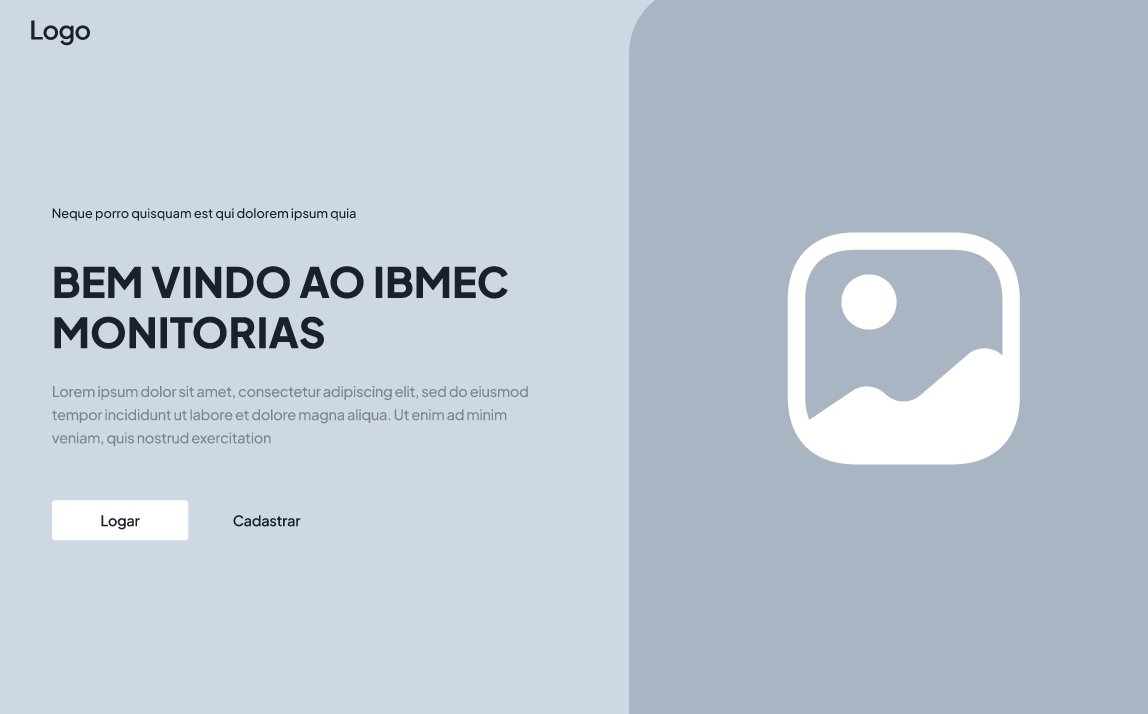 Logo
Neque porro quisquam est qui dolorem ipsum quia
BEM VINDO AO IBMEC
MONITORIAS
Lorem ipsum dolor sit amet, consectetur adipiscing elit, sed do eiusmod
tempor incididunt ut labore et dolore magna aliqua. Ut enim ad minim
veniam, quis nostrud exercitation
Logar
Cadastrar